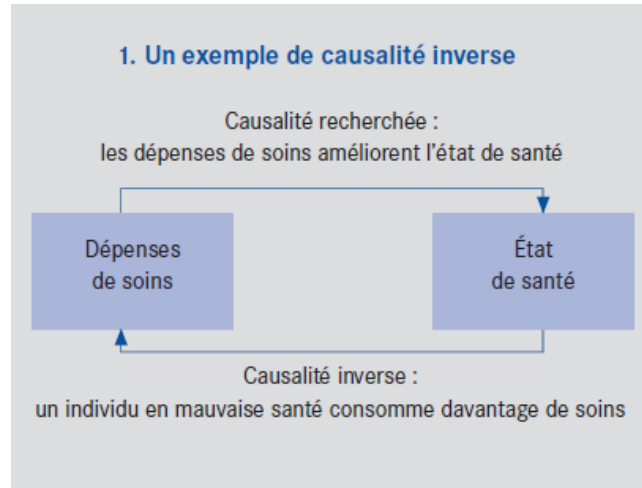 1. Un exemple de causalité inverse
Causalité recherchée :
les dépenses de soins améliorent l'état de santé
Dépenses
de soins
État
de santé
Causalité inverse :
un individu en mauvaise santé consomme davantage de soins